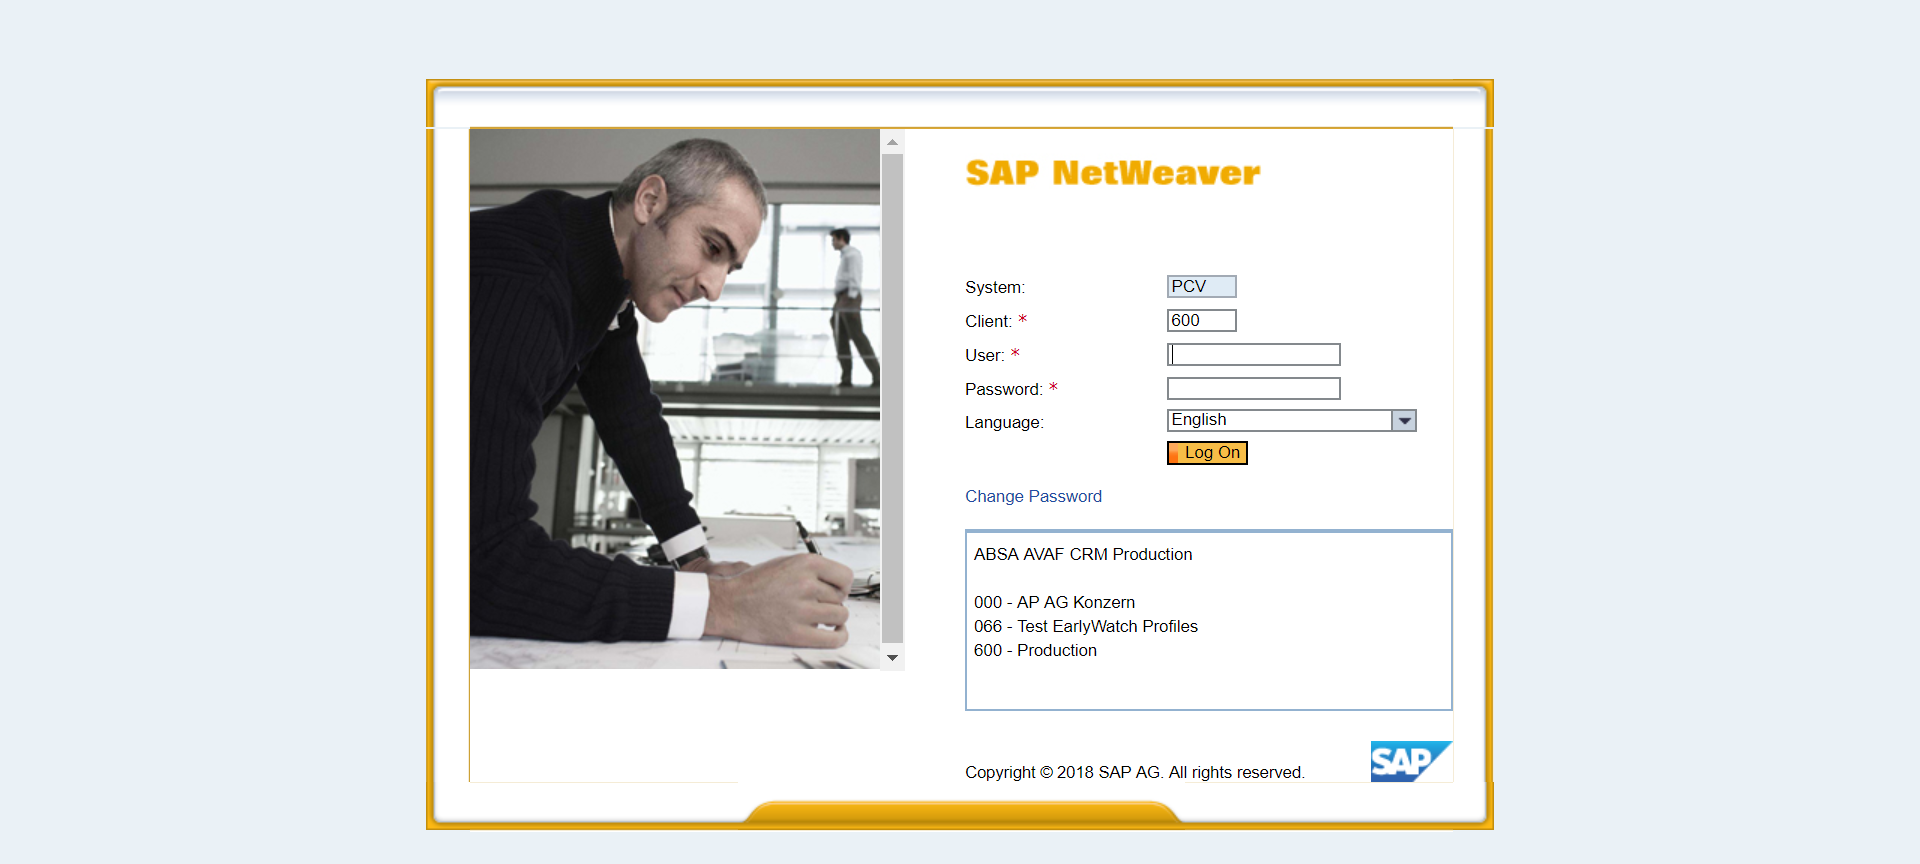 SAP NetWeaver
System: PCV
Client: * 600
User: *
Password: *
Language: English
Log On
Change Password
ABSA AVAF CRM Production
000 - AP AG Konzern
066 - Test EarlyWatch Profiles
600 - Production
Copyright © 2018 SAP AG. All rights reserved.
SAP